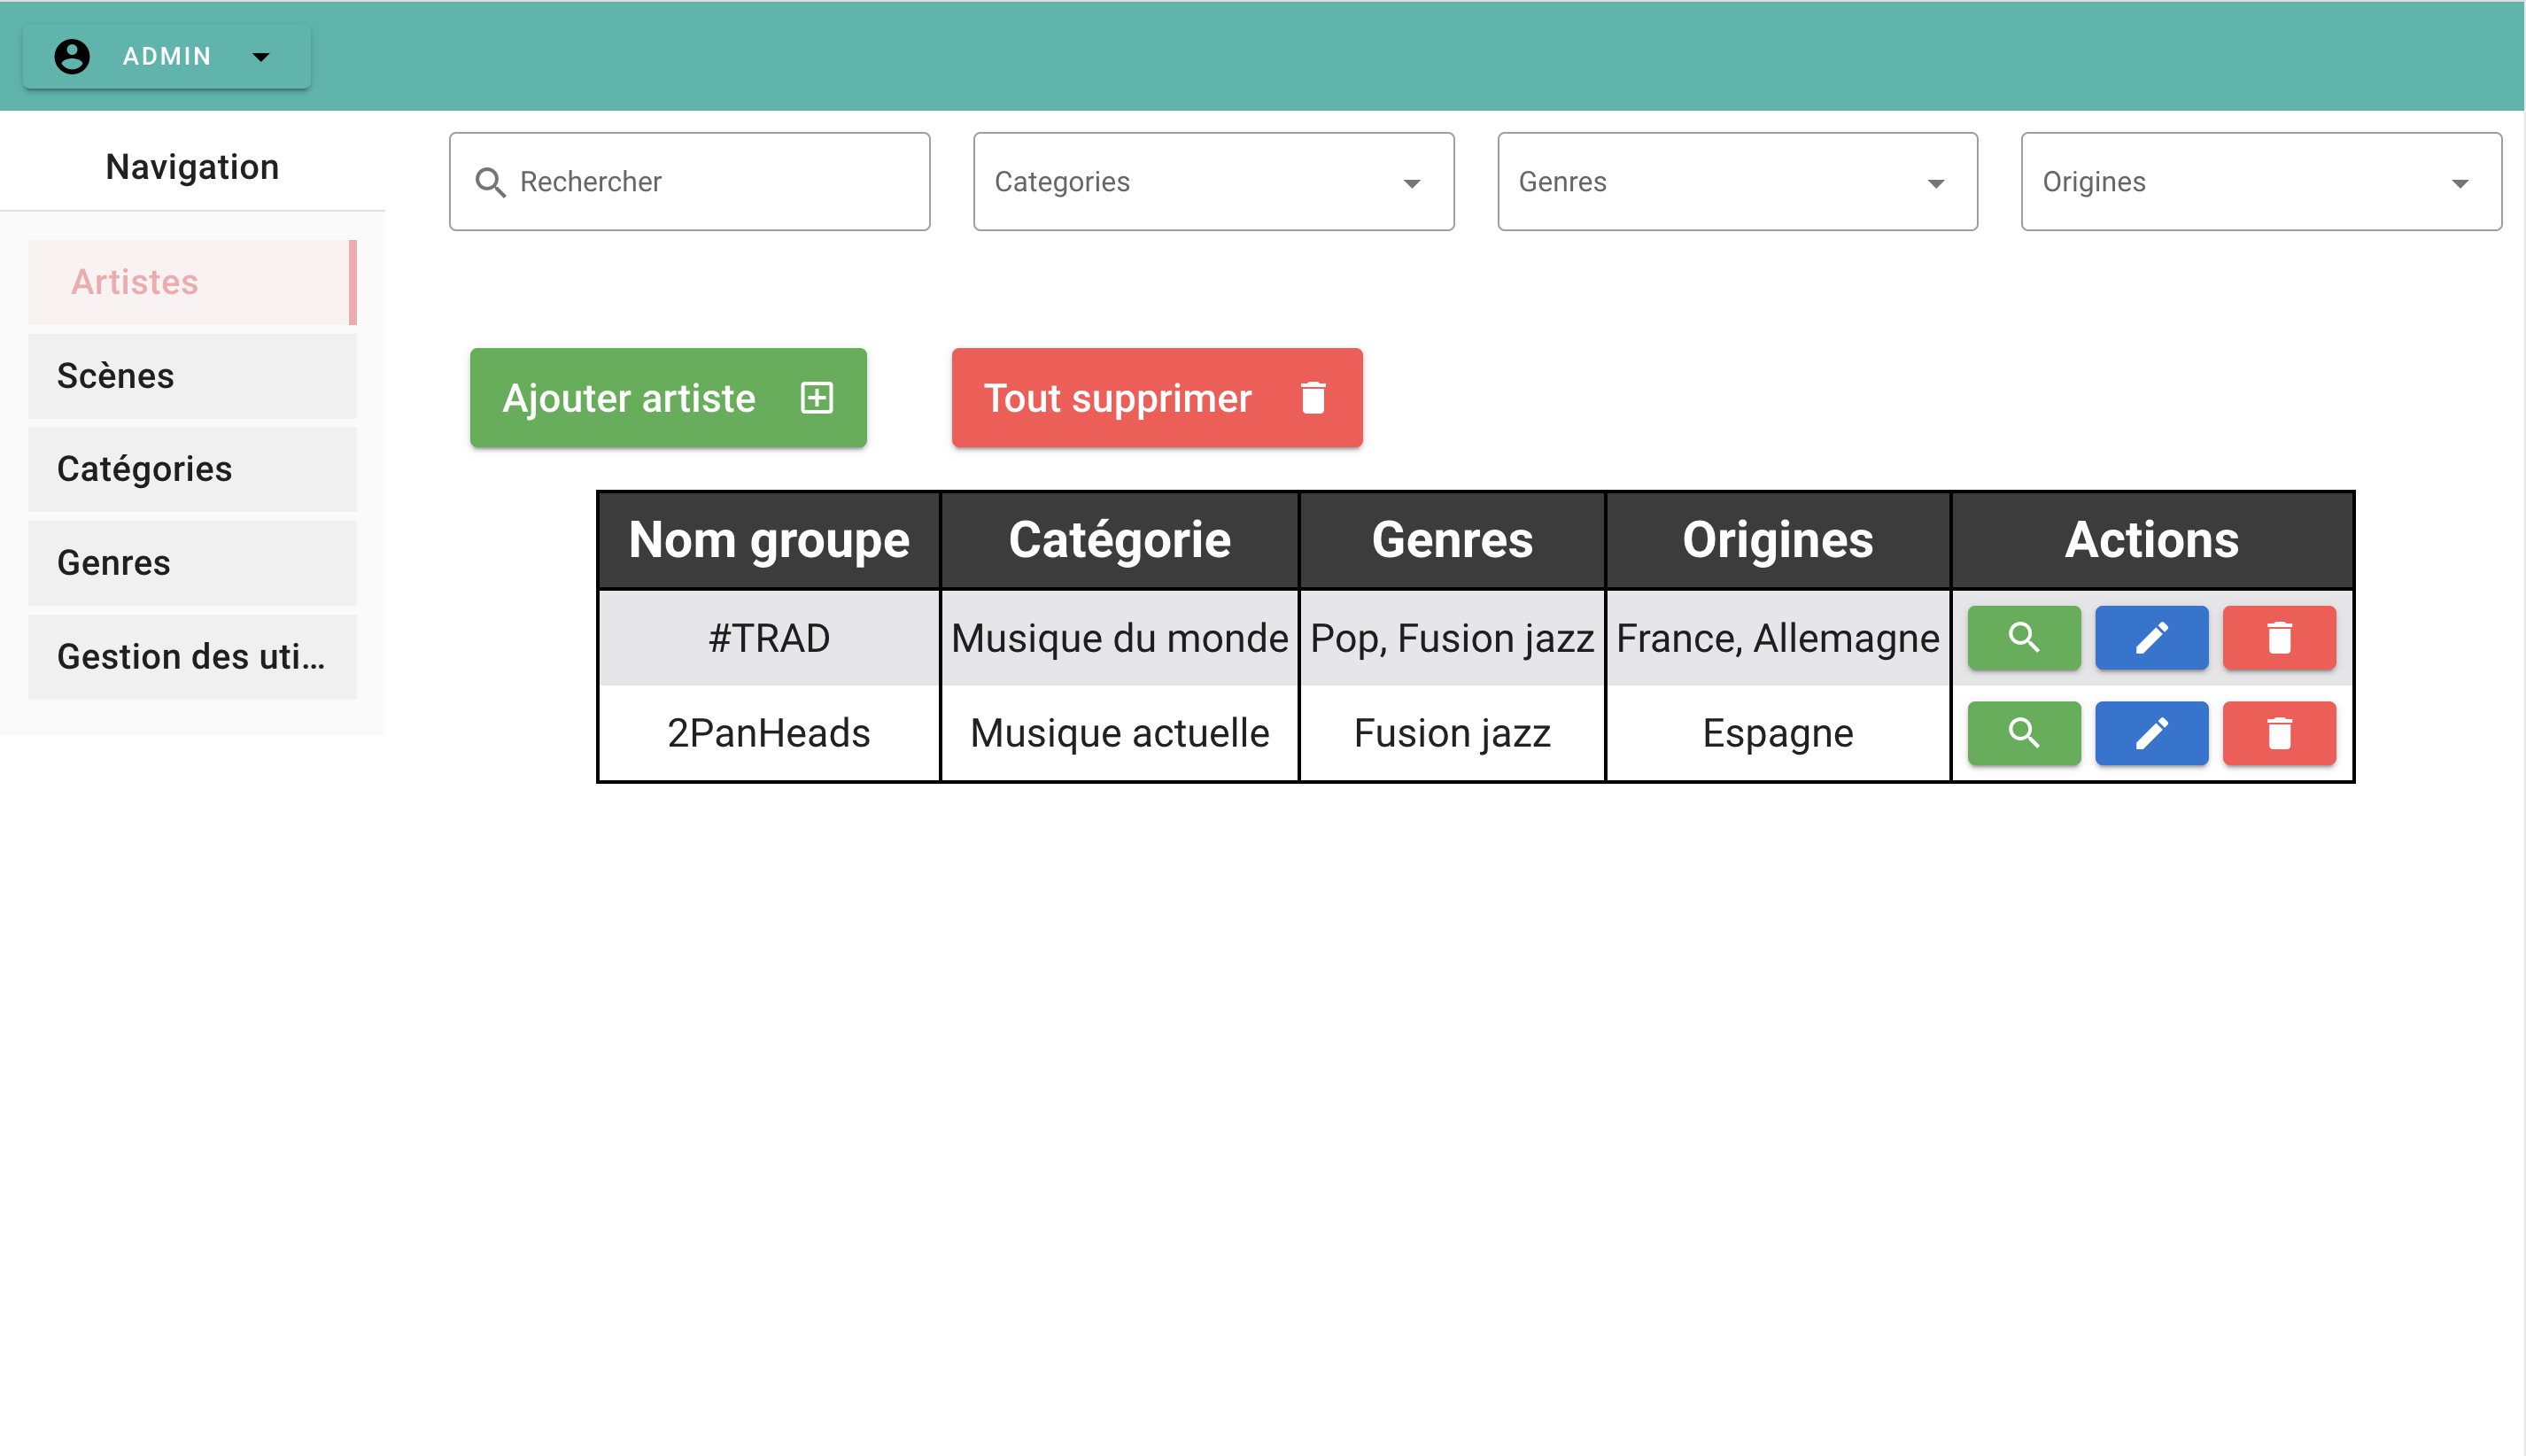 ADMIN
Navigation
Artistes
Scènes
Catégories
Genres
Gestion des uti...
Rechercher
Categories
Genres
Origines
Ajouter artiste
Tout supprimer
Nom groupe Catégorie Genres Origines Actions
#TRAD Musique du monde Pop, Fusion jazz France, Allemagne
2PanHeads Musique actuelle Fusion jazz Espagne